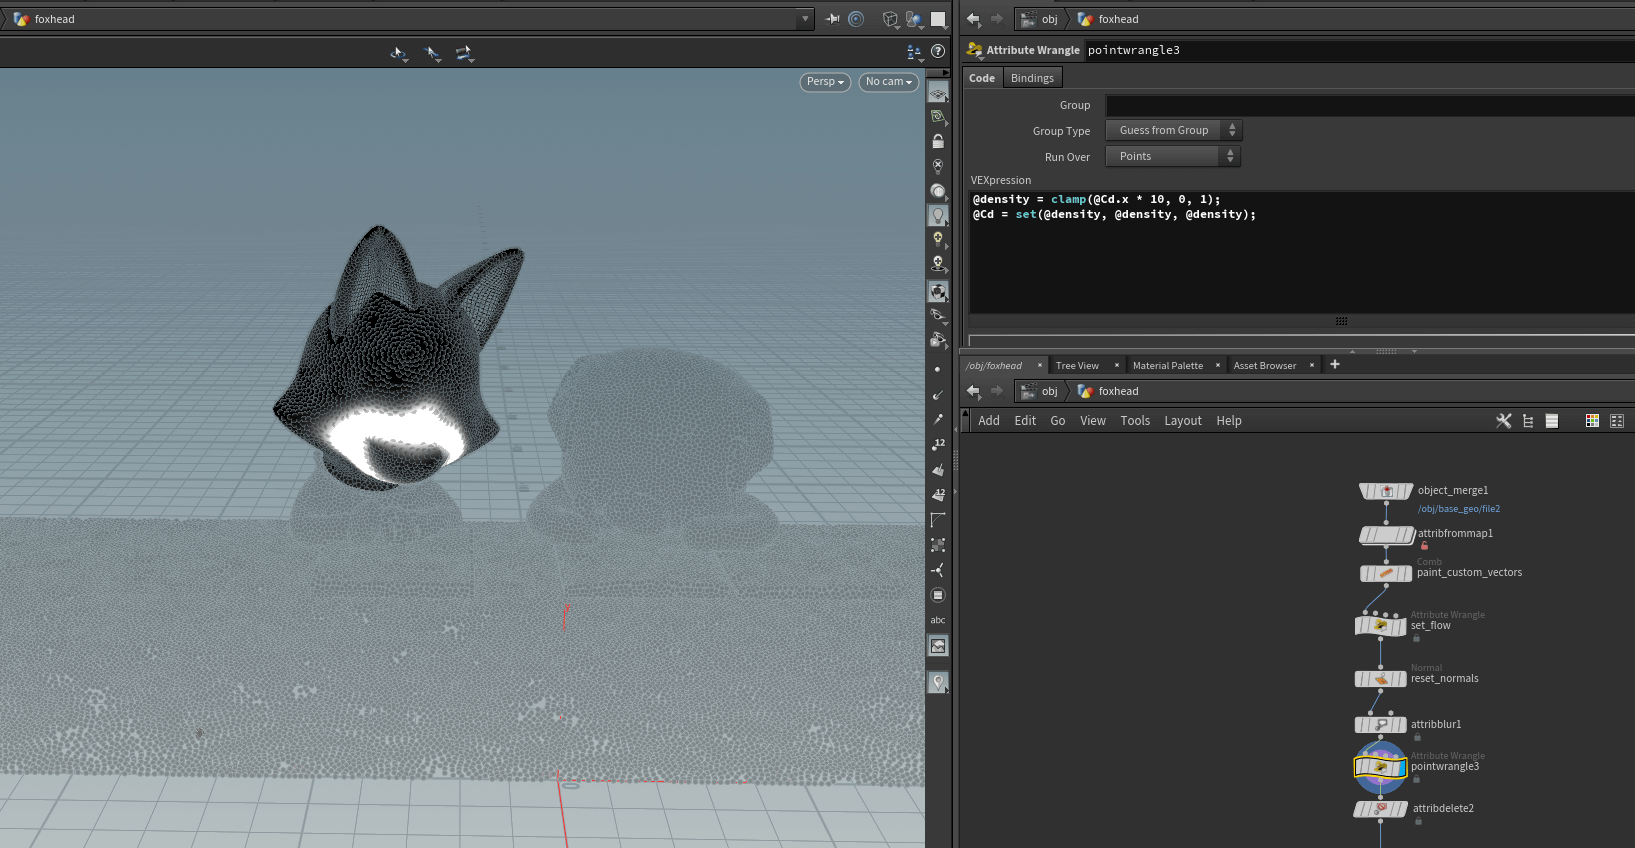 foxhead
Persp
No cam
12
12
abc
obj
foxhead
Attribute Wrangle
pointwrangle3
Code
Bindings
Group
Group Type
Guess from Group
Run Over
Points
VEXpression
@density = clamp(@Cd.x * 10, 0, 1);
@Cd = set(@density, @density, @density);
/obj/foxhead
Tree View
Material Palette
Asset Browser
obj
foxhead
Add Edit Go View Tools Layout Help
object_merge1
/obj/base_geo/file2
attribfrommap1
Comb
paint_custom_vectors
Attribute Wrangle
set_flow
Normal
reset_normals
attribblur1
Attribute Wrangle
pointwrangle3
attribdelete2